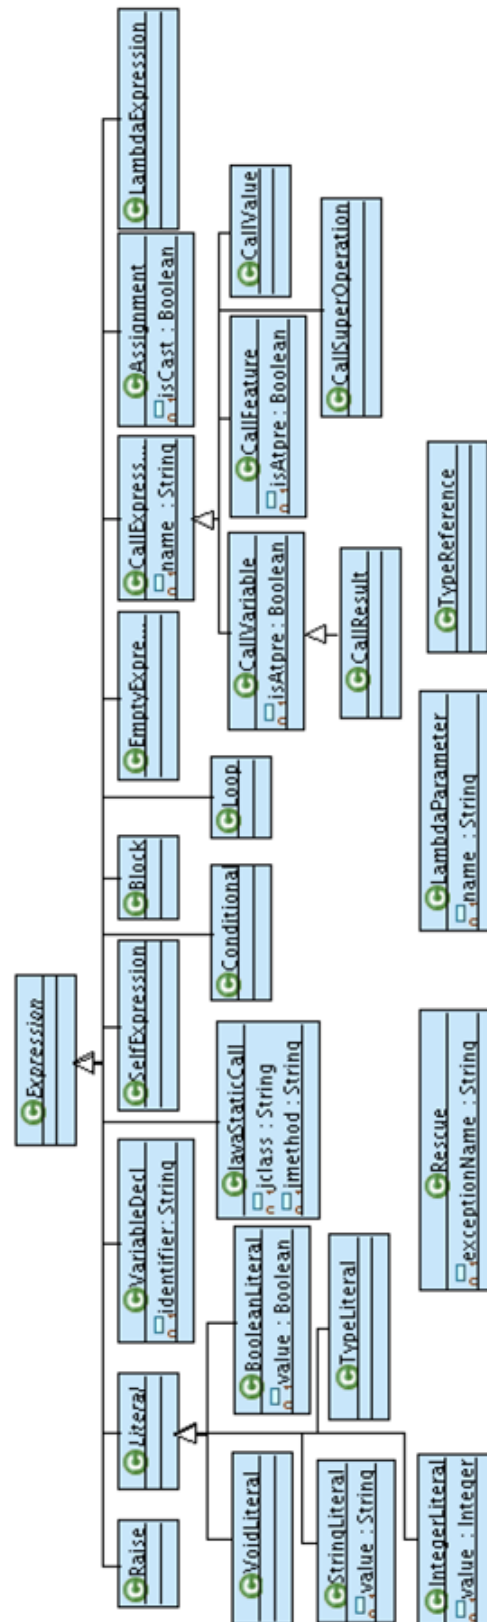 Expression
Raise
Literal
VariableDecl
identifier: String
SelfExpression
Block
EmptyExpre...
CallExpress...
name : String
Assignment
isCast : Boolean
LambdaExpression
JavaStaticCall
jclass : String
jmethod : String
Conditional
Loop
VoidLiteral
BooleanLiteral
value : Boolean
CallVariable
isAtpre : Boolean
CallFeature
isAtpre : Boolean
CallValue
StringLiteral
value : String
TypeLiteral
CallResult
CallSuperOperation
IntegerLiteral
value : Integer
Rescue
exceptionName : String
LambdaParameter
name : String
TypeReference